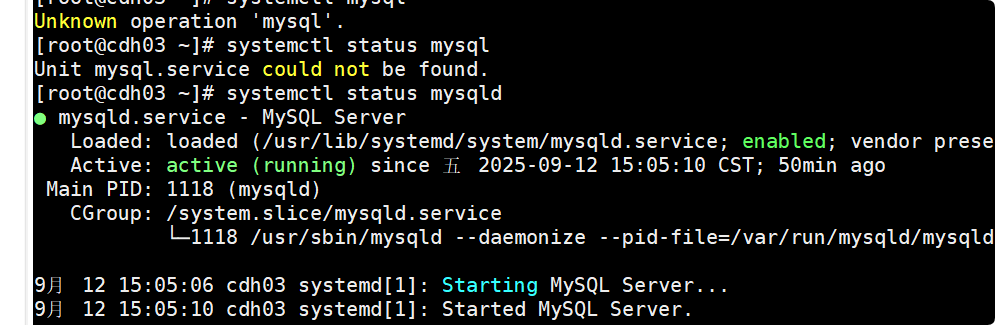 [root@cdh03 ~]# systemctl mysql
Unknown operation 'mysql'.
[root@cdh03 ~]# systemctl status mysql
Unit mysql.service could not be found.
[root@cdh03 ~]# systemctl status mysqld
● mysqld.service - MySQL Server
   Loaded: loaded (/usr/lib/systemd/system/mysqld.service; enabled; vendor prese
   Active: active (running) since 五 2025-09-12 15:05:10 CST; 50min ago
 Main PID: 1118 (mysqld)
   CGroup: /system.slice/mysqld.service
           └─1118 /usr/sbin/mysqld --daemonize --pid-file=/var/run/mysqld/mysqld
9月 12 15:05:06 cdh03 systemd[1]: Starting MySQL Server...
9月 12 15:05:10 cdh03 systemd[1]: Started MySQL Server.